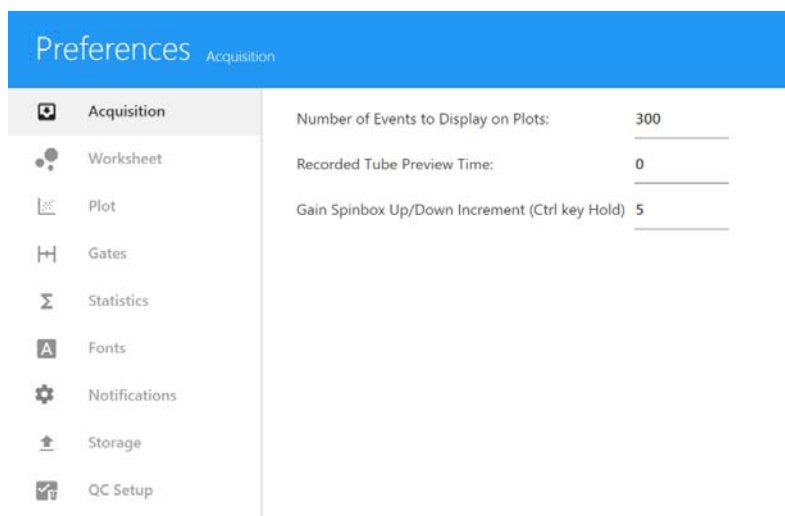 Preferences Acquisition
Acquisition
Worksheet
Plot
Gates
Statistics
Fonts
Notifications
Storage
QC Setup
Number of Events to Display on Plots: 300
Recorded Tube Preview Time: 0
Gain Spinbox Up/Down Increment (Ctrl key Hold) 5